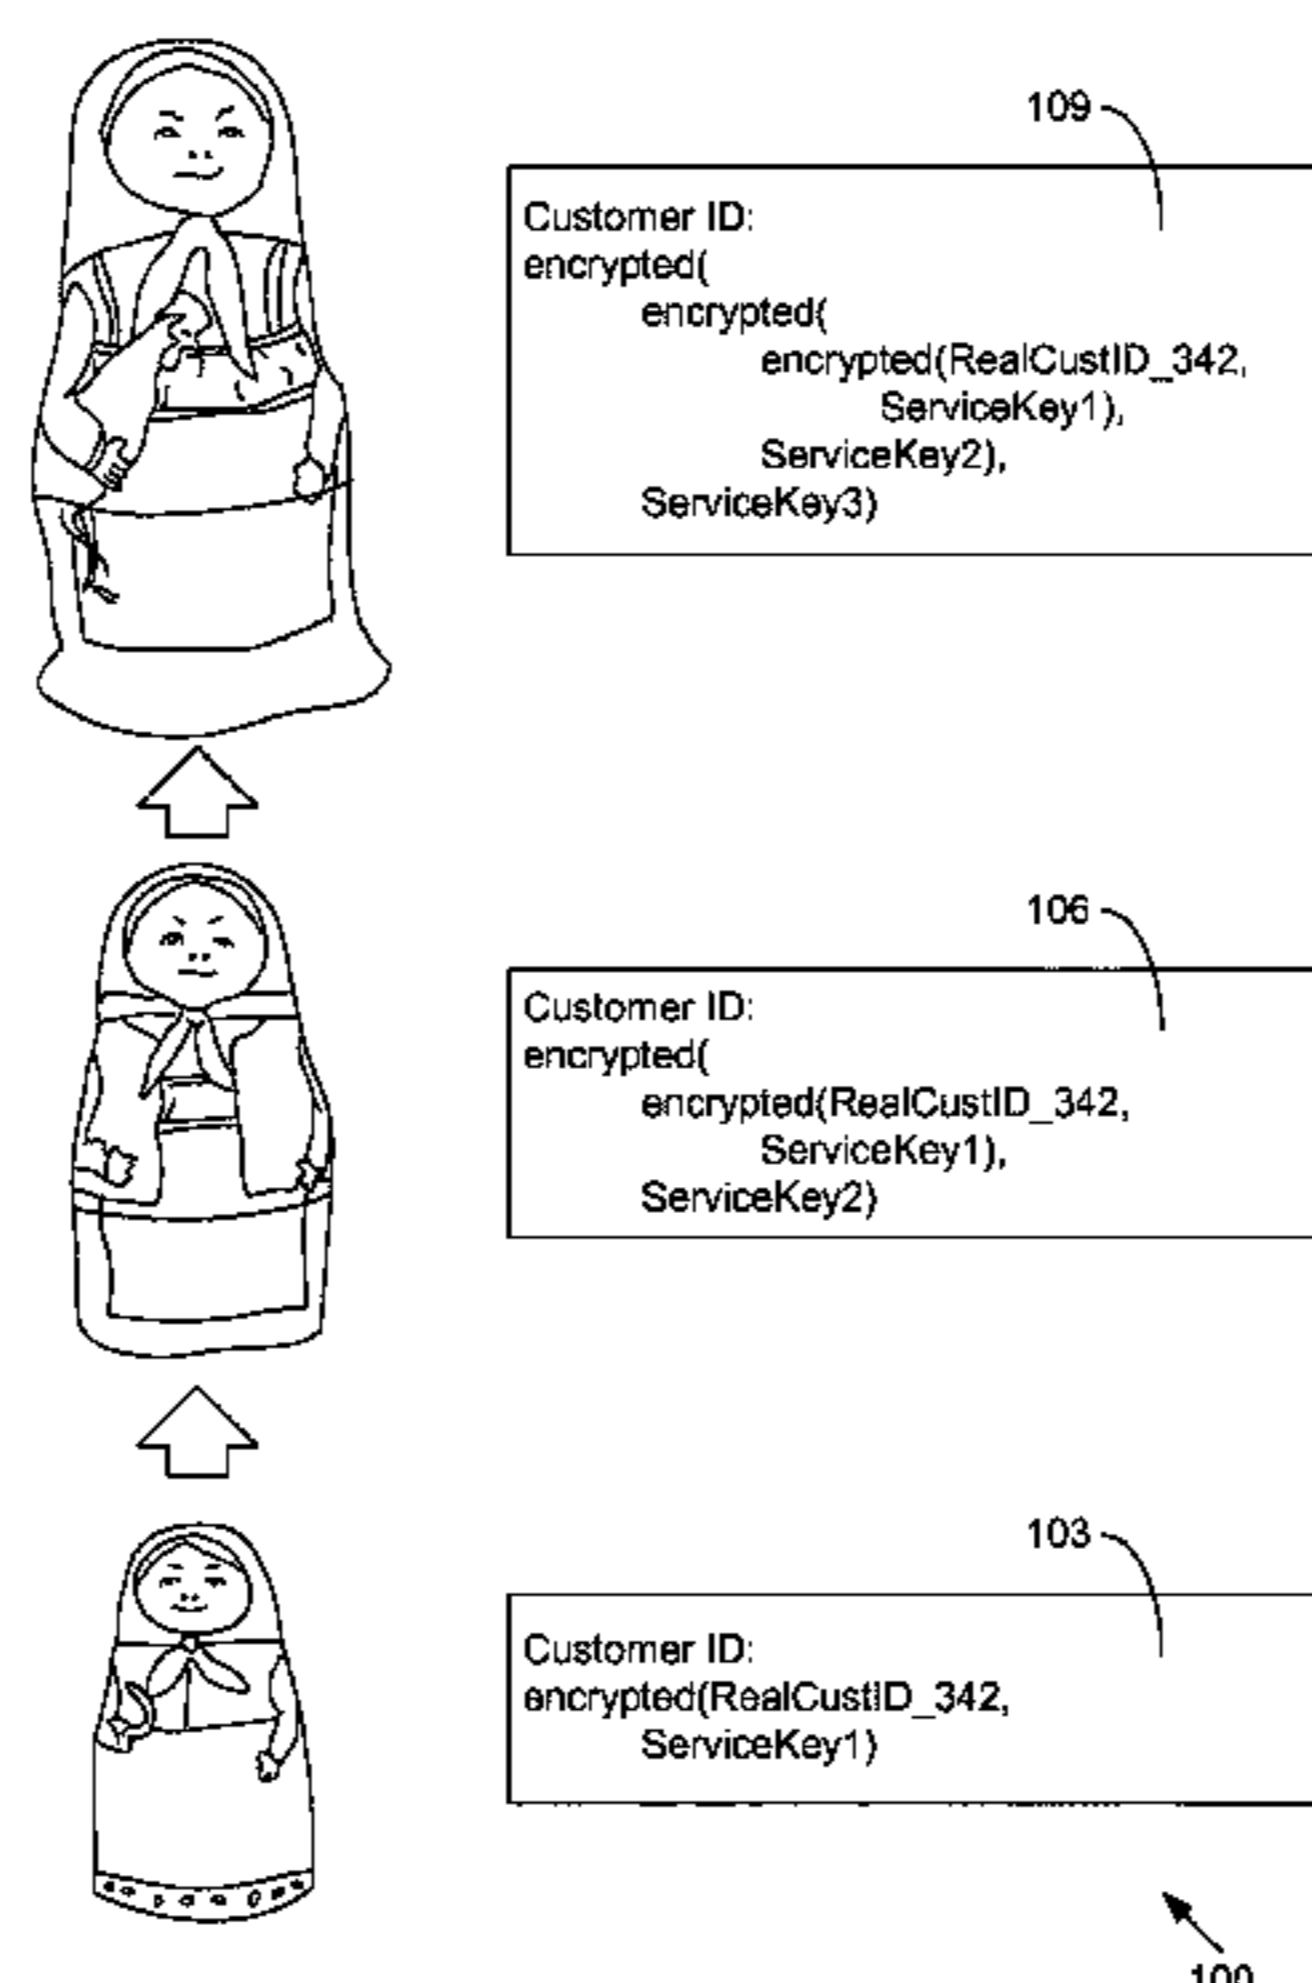 109
Customer ID:
encrypted(
encrypted(
encrypted(RealCustID_342,
ServiceKey1),
ServiceKey2),
ServiceKey3)
106
Customer ID:
encrypted(
encrypted(RealCustID_342,
ServiceKey1),
ServiceKey2)
103
Customer ID:
encrypted(RealCustID_342,
ServiceKey1)
100